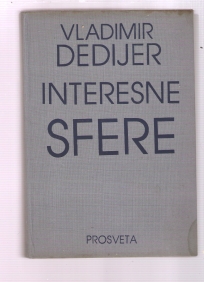 VLADIMIR
DEDIJER
INTERESNE
SFERE
PROSVETA